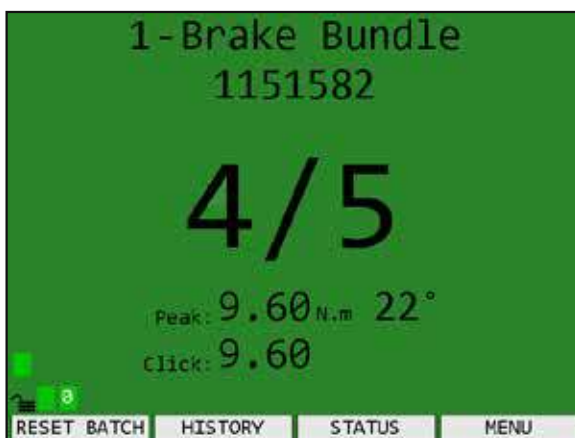 1-Brake Bundle
1151582
4/5
Peak: 9.60 N.m 22°
Click: 9.60
0
RESET BATCH HISTORY STATUS MENU